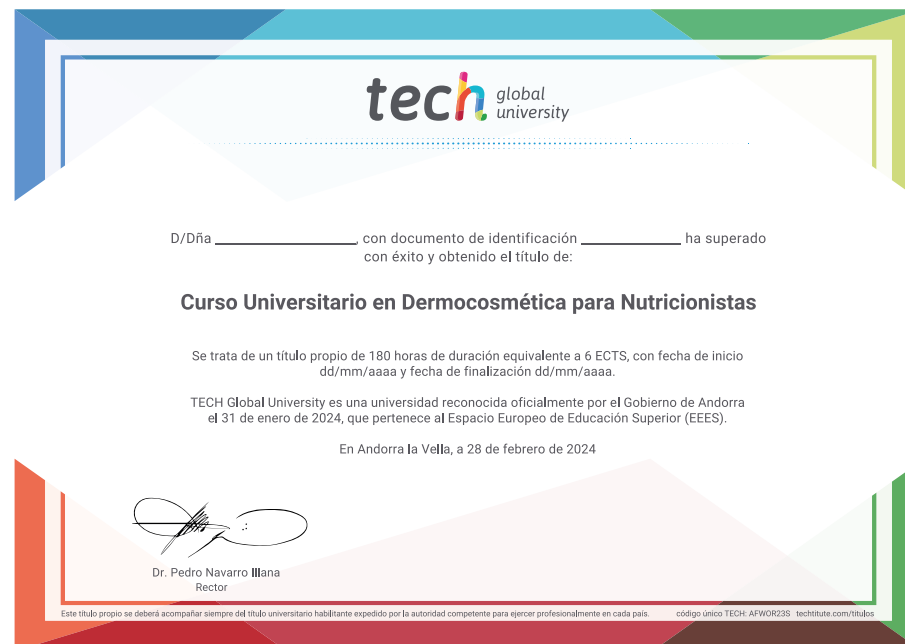 tech global university
D/Dña ______________, con documento de identificación __________ ha superado
con éxito y obtenido el título de:
Curso Universitario en Dermocosmética para Nutricionistas
Se trata de un título propio de 180 horas de duración equivalente a 6 ECTS, con fecha de inicio
dd/mm/aaaa y fecha de finalización dd/mm/aaaa.
TECH Global University es una universidad reconocida oficialmente por el Gobierno de Andorra
el 31 de enero de 2024, que pertenece al Espacio Europeo de Educación Superior (EEES).
En Andorra la Vella, a 28 de febrero de 2024
Dr. Pedro Navarro Illana
Rector
Este título propio se deberá acompañar siempre del título universitario habilitante expedido por la autoridad competente para ejercer profesionalmente en cada país. código único TECH: AFWOR23S techtitute.com/titulos